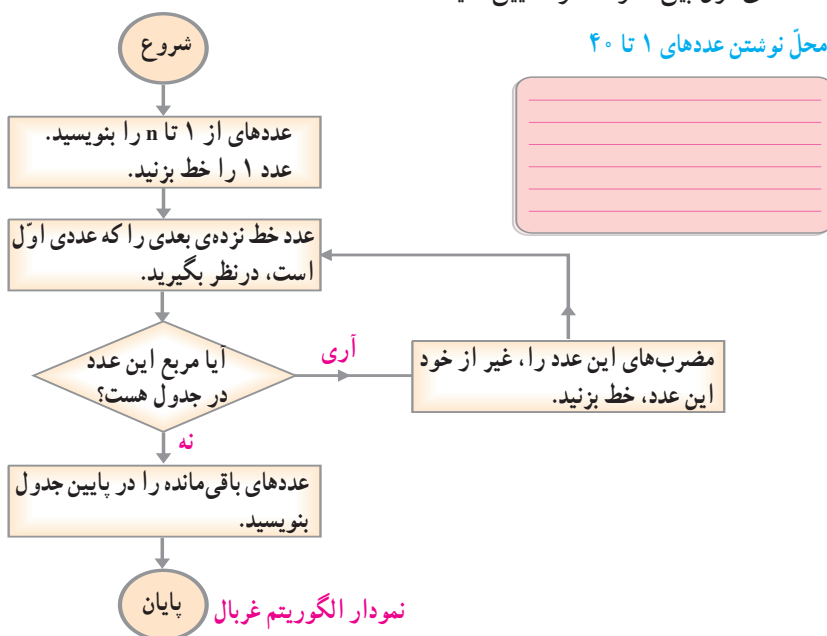 محلّ نوشتن عددهای ۱ تا ۴۰
شروع
عددهای از ۱ تا n را بنویسید.
عدد ۱ را خط بزنید.
عدد خط نزده‌ی بعدی را که عددی اوّل
است، درنظر بگیرید.
آیا مربع این عدد
در جدول هست؟
آری
مضرب‌های این عدد را، غیر از خود
این عدد، خط بزنید.
نه
عددهای باقی‌مانده را در پایین جدول
بنویسید.
پایان
نمودار الگوریتم غربال